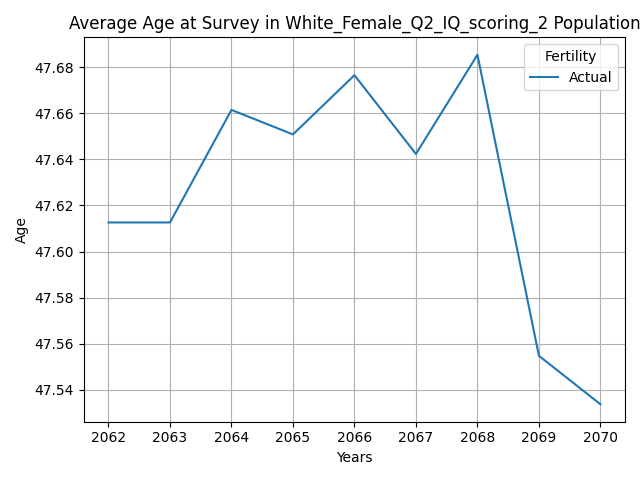 Average Age at Survey in White_Female_Q2_IQ_scoring_2 Population
Fertility
Actual
47.68
47.66
47.64
47.62
47.60
47.58
47.56
47.54
Age
2062 2063 2064 2065 2066 2067 2068 2069 2070
Years